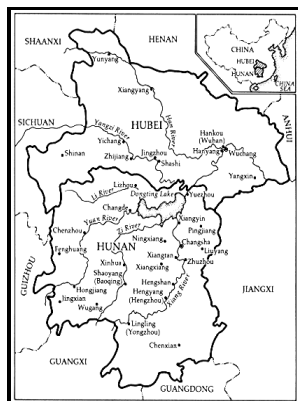 SHAANXI
HENAN
CHINA
HUBEI
HUNAN
CHINA SEA
Yunyang
Xiangyang
ANHUI
SICHUAN
HUBEI
Han River
Yangzi River
Yichang
Hankou
(Wuhan)
Jingzhou
Hanyang
Wuchang
Shinan
Zhijiang
Shashi
Yangxin
Lizhou
Li River
Dongting Lake
Yuezhou
Changde
Yuan River
Xiangyin
Chenzhou
Zi River
Pingjiang
Ningxiang
Fenghuang
HUNAN
Changsha
Liuyang
Xiangtan
Zhuzhou
Xinhua
Xiangxiang
GUIZHOU
Shaoyang
(Baoqing)
JIANGXI
Hengshan
Hongjiang
Hengyang
(Hengzhou)
Xiang River
Jingxian
Wugang
Lingling
(Yongzhou)
Chenxian
GUANGXI
GUANGDONG